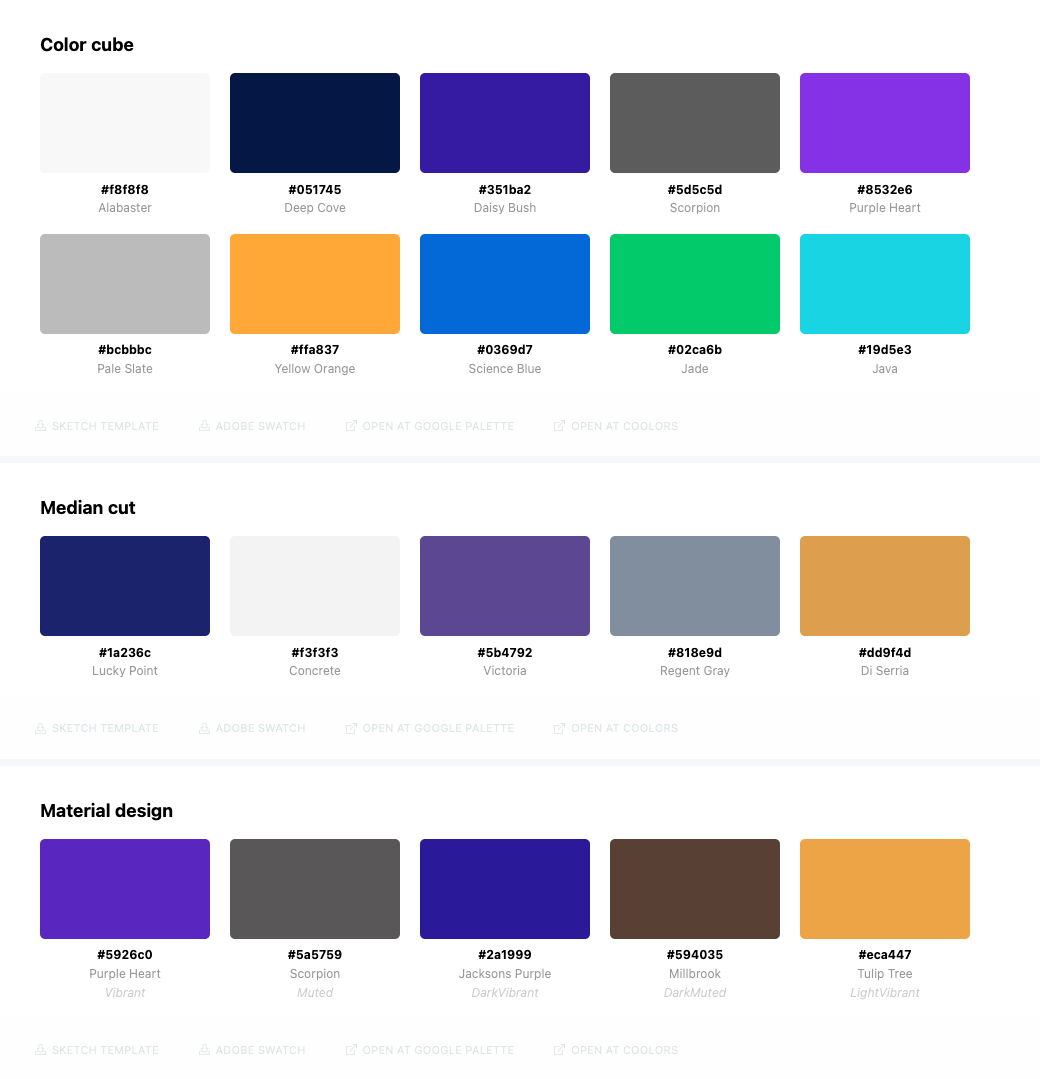 Color cube
#f8f8f8 #051745 #351ba2 #5d5c5d #8532e6
Alabaster Deep Cove Daisy Bush Scorpion Purple Heart
#bcbbbc #ffa837 #0369d7 #02ca6b #19d5e3
Pale Slate Yellow Orange Science Blue Jade Java
SKETCH TEMPLATE ADOBE SWATCH OPEN AT GOOGLE PALETTE OPEN AT COOLORS
Median cut
#1a236c #f3f3f3 #5b4792 #818e9d #dd9f4d
Lucky Point Concrete Victoria Regent Gray Di Serria
SKETCH TEMPLATE ADOBE SWATCH OPEN AT GOOGLE PALETTE OPEN AT COOLORS
Material design
#5926c0 #5a5759 #2a1999 #594035 #eca447
Purple Heart Scorpion Jacksons Purple Millbrook Tulip Tree
Vibrant Muted DarkVibrant DarkMuted LightVibrant
SKETCH TEMPLATE ADOBE SWATCH OPEN AT GOOGLE PALETTE OPEN AT COOLORS